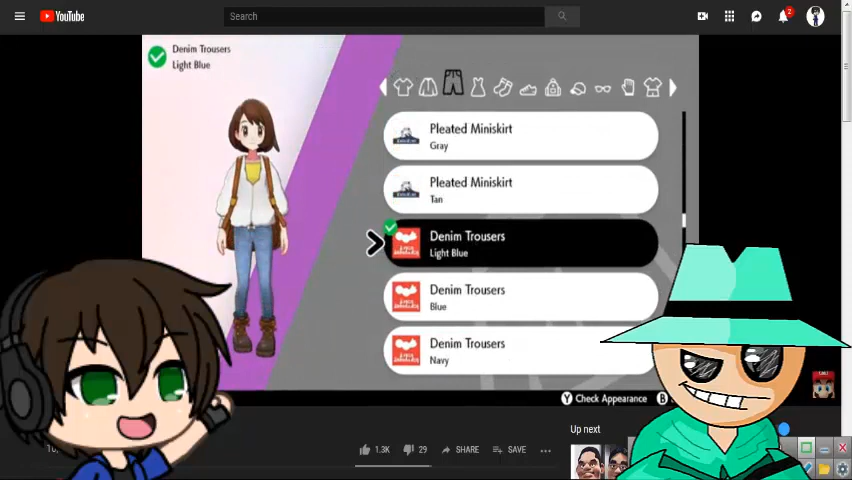 YouTube
Search
2
Denim Trousers
Light Blue
Pleated Miniskirt
Gray
Pleated Miniskirt
Tan
Denim Trousers
Light Blue
Denim Trousers
Blue
Denim Trousers
Navy
Y Check Appearance B
1.3K 29 SHARE SAVE
Up next